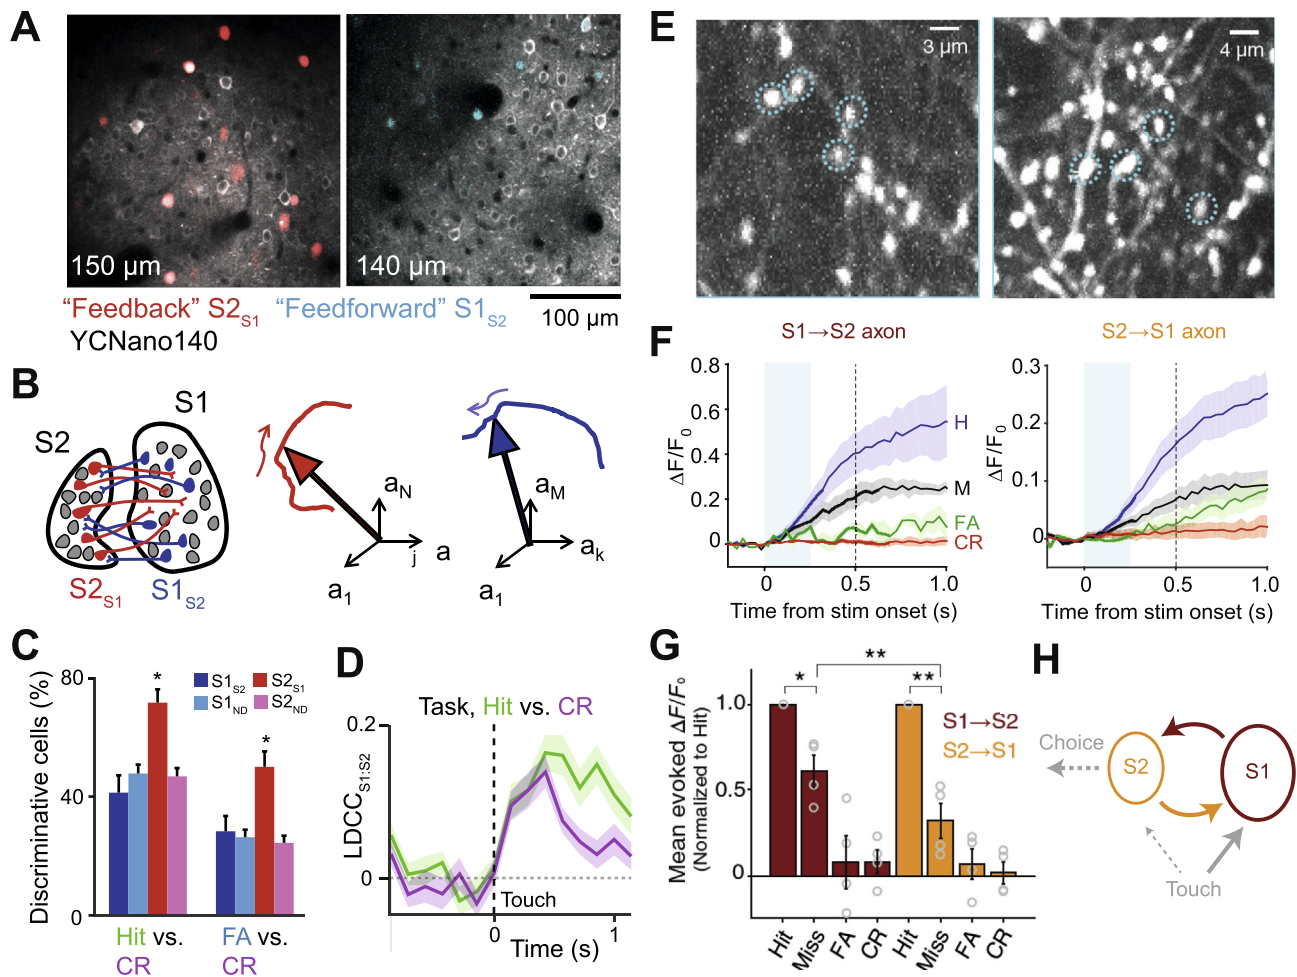 A
150 µm
140 µm
"Feedback" S2S1
"Feedforward" S1S2
YCNano140
100 µm
B
S1
S2
S2S1
S1S2
aN
j
a1
a
aM
ak
a1
C
Discriminative cells (%)
80
40
0
S1S2
S2S1
S1ND
S2ND
*
*
Hit vs.
CR
FA vs.
CR
D
Task, Hit vs. CR
LDCCS1:S2
0.2
0
Touch
0
1
Time (s)
E
3 µm
4 µm
F
S1→S2 axon
ΔF/F0
0.8
0.6
0.4
0.2
0
H
M
FA
CR
0
0.5
1.0
Time from stim onset (s)
S2→S1 axon
ΔF/F0
0.3
0.2
0.1
0
0
0.5
1.0
Time from stim onset (s)
G
Mean evoked ΔF/F0
(Normalized to Hit)
1.0
0.5
0
*
**
**
S1→S2
S2→S1
Hit
Miss
FA
CR
Hit
Miss
FA
CR
H
Choice
S2
S1
Touch